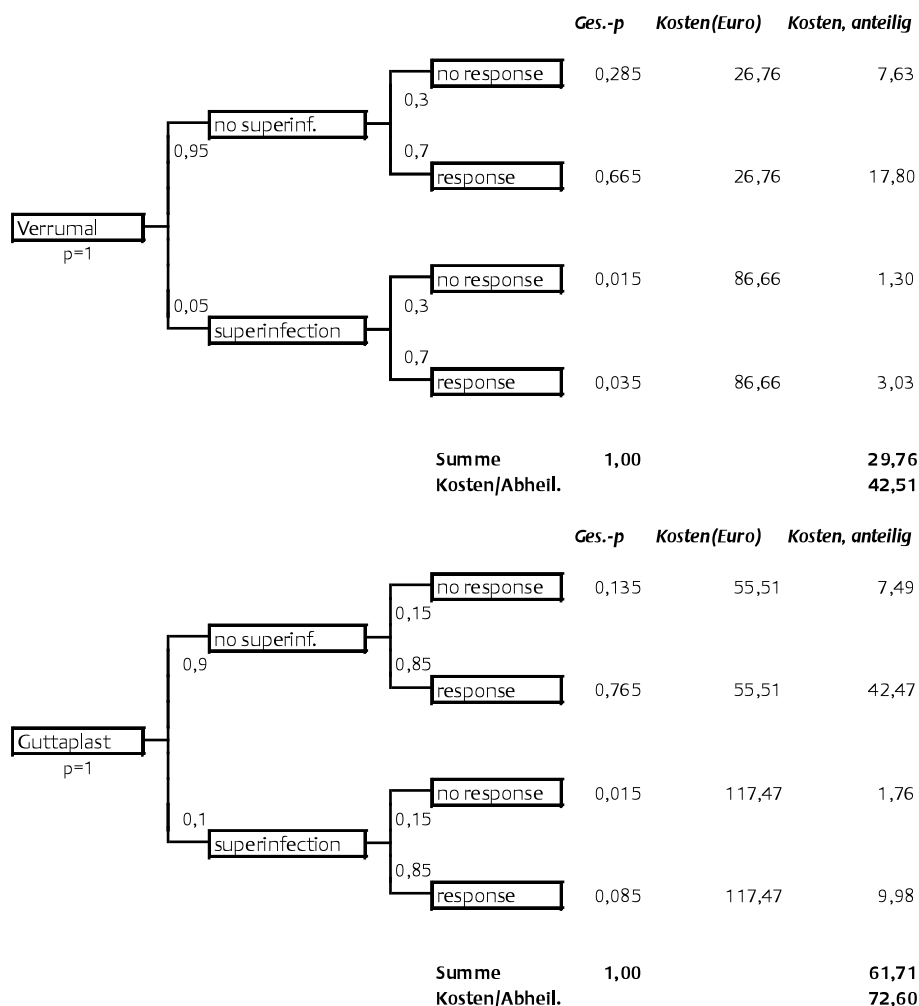 Ges.-p Kosten(Euro) Kosten, anteilig
no response 0,285 26,76 7,63
0,3
no superinf.
0,95
0,7
response 0,665 26,76 17,80
Verrumal
p=1
no response 0,015 86,66 1,30
0,3
0,05
superinfection
0,7
response 0,035 86,66 3,03
Summe 1,00 29,76
Kosten/Abheil. 42,51
Ges.-p Kosten(Euro) Kosten, anteilig
no response 0,135 55,51 7,49
0,15
no superinf.
0,9
0,85
response 0,765 55,51 42,47
Guttaplast
p=1
no response 0,015 117,47 1,76
0,15
0,1
superinfection
0,85
response 0,085 117,47 9,98
Summe 1,00 61,71
Kosten/Abheil. 72,60